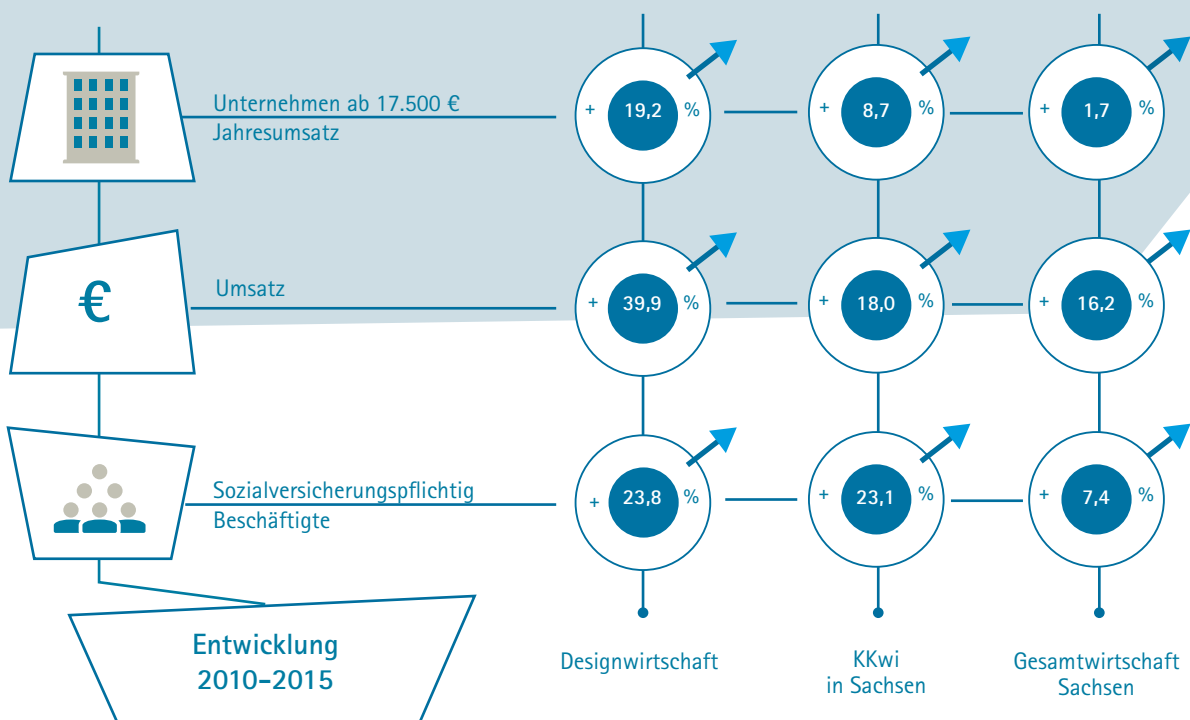 Unternehmen ab 17.500 €
Jahresumsatz
+ 19,2 %
+ 8,7 %
+ 1,7 %
€
Umsatz
+ 39,9 %
+ 18,0 %
+ 16,2 %
Sozialversicherungspflichtig
Beschäftigte
+ 23,8 %
+ 23,1 %
+ 7,4 %
Entwicklung
2010–2015
Designwirtschaft
KKwi
in Sachsen
Gesamtwirtschaft
Sachsen